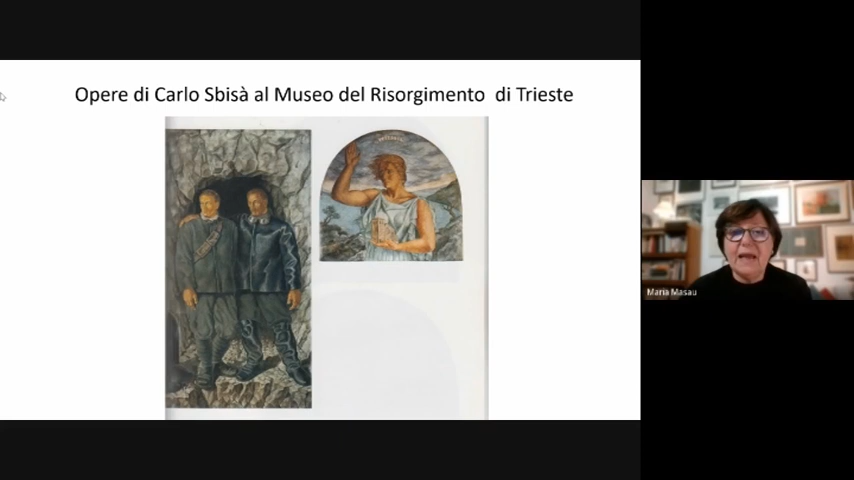 Opere di Carlo Sbisà al Museo del Risorgimento  di Trieste
Maria Masau